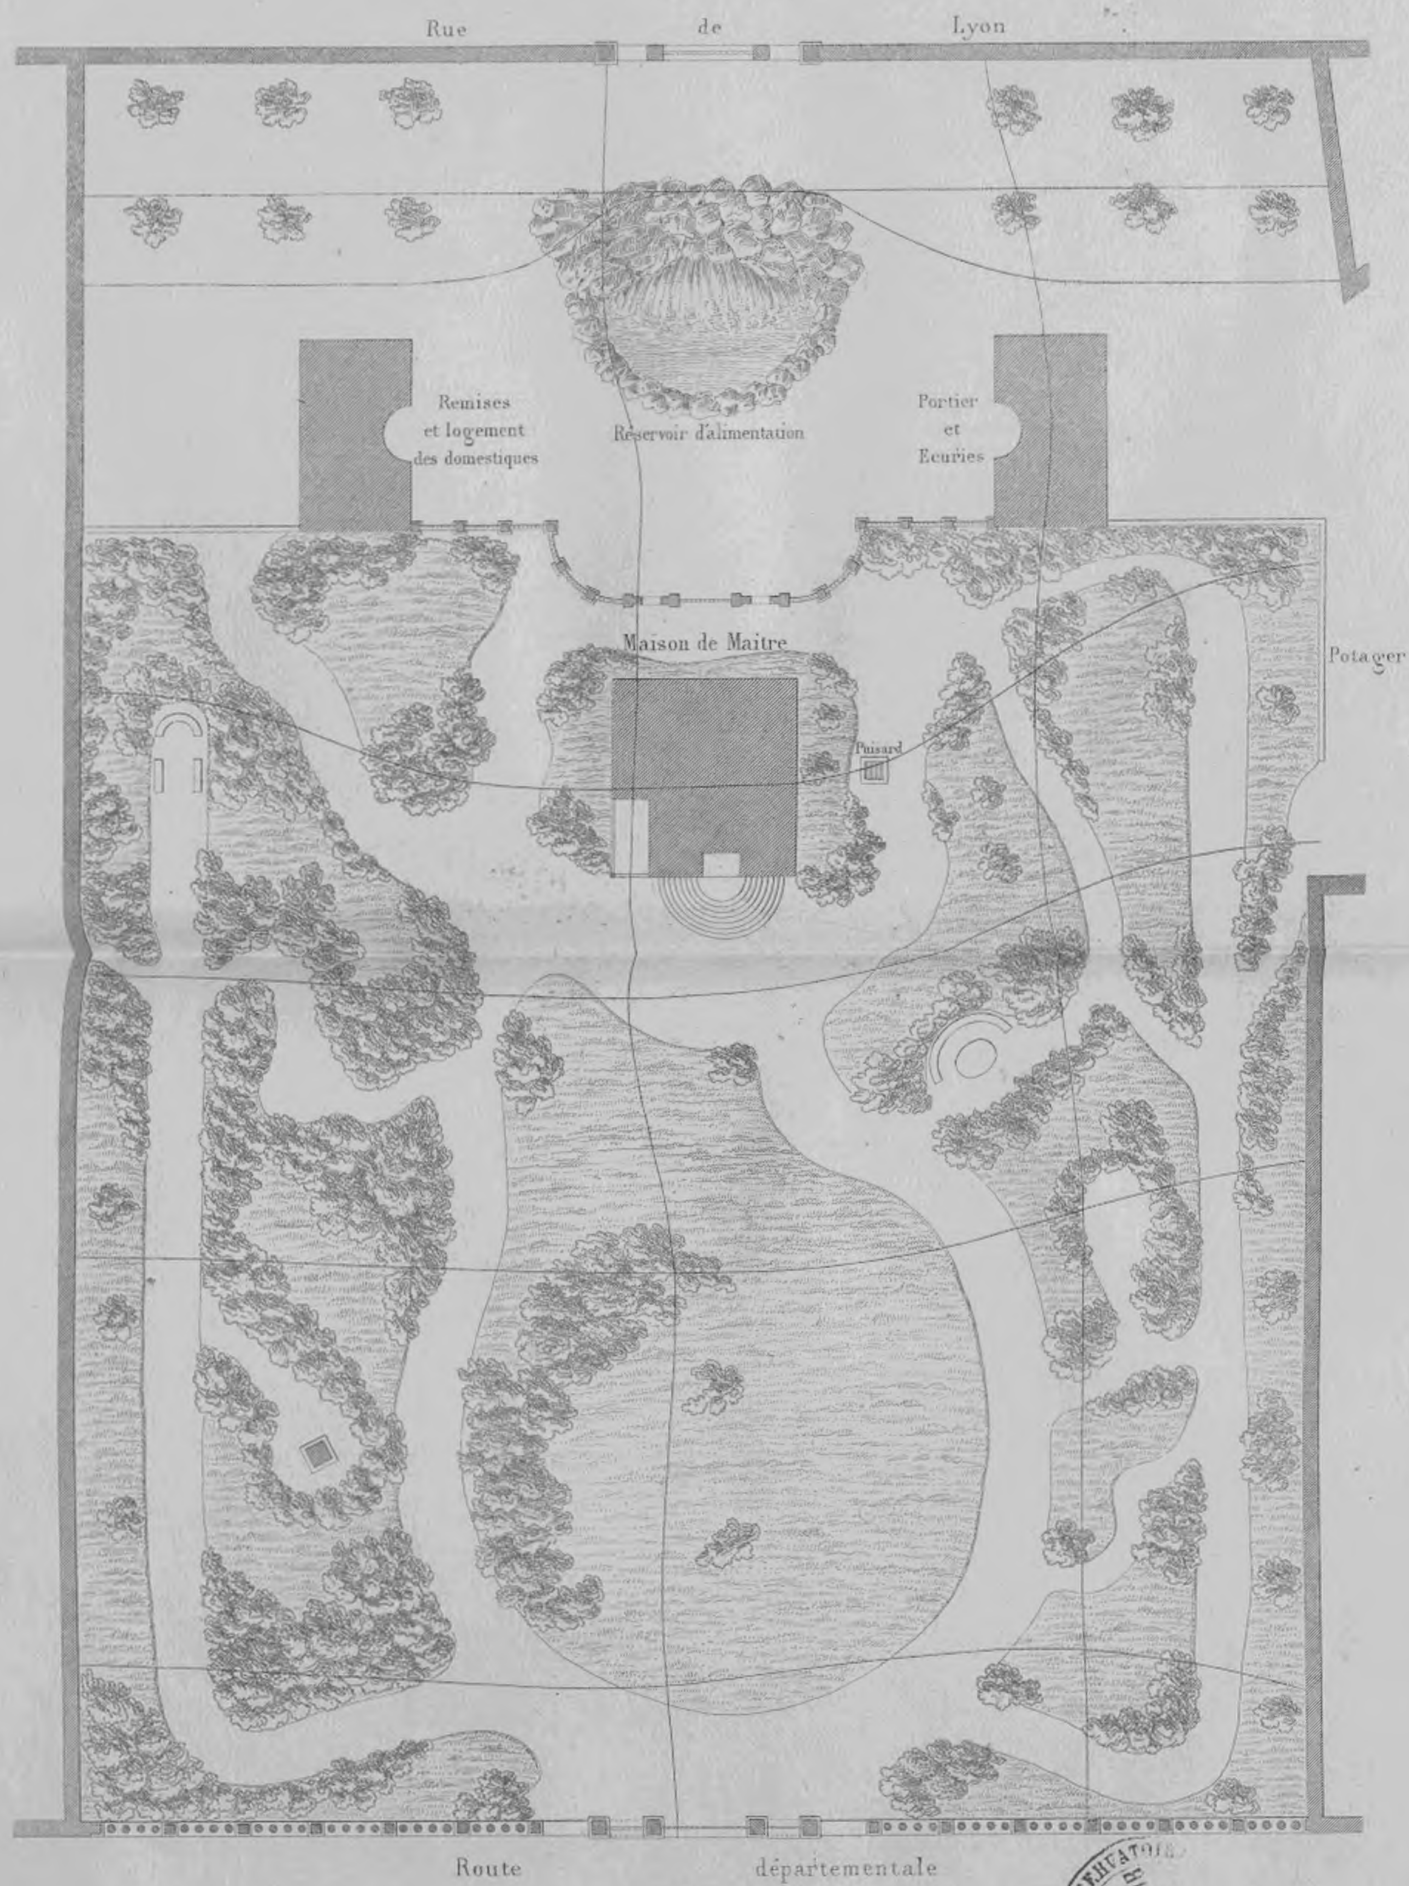 Rue de Lyon
Remises
et logement
des domestiques
Réservoir d'alimentation
Portier
et
Ecuries
Maison de Maitre
Potager
Puisard
Route départementale